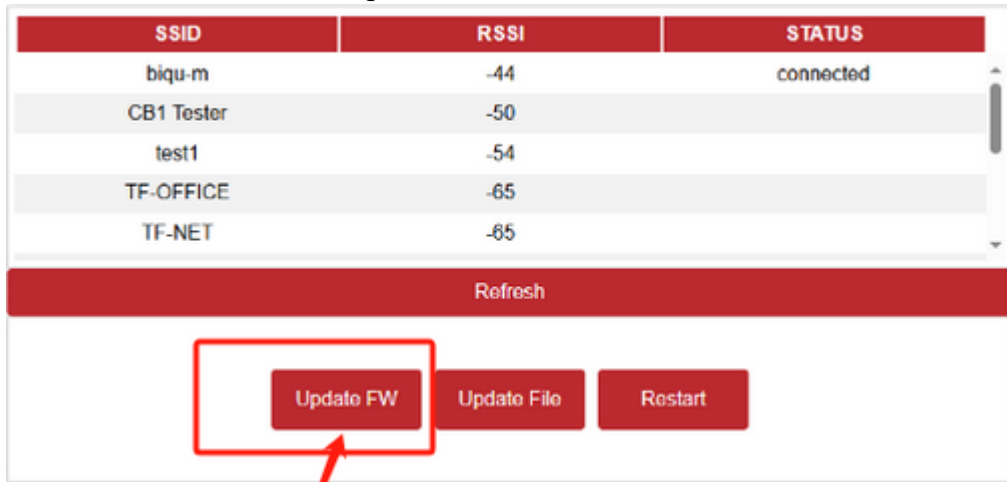 SSID RSSI STATUS
biqu-m -44 connected
CB1 Tester -50
test1 -54
TF-OFFICE -65
TF-NET -65
Refresh
Update FW Update File Restart